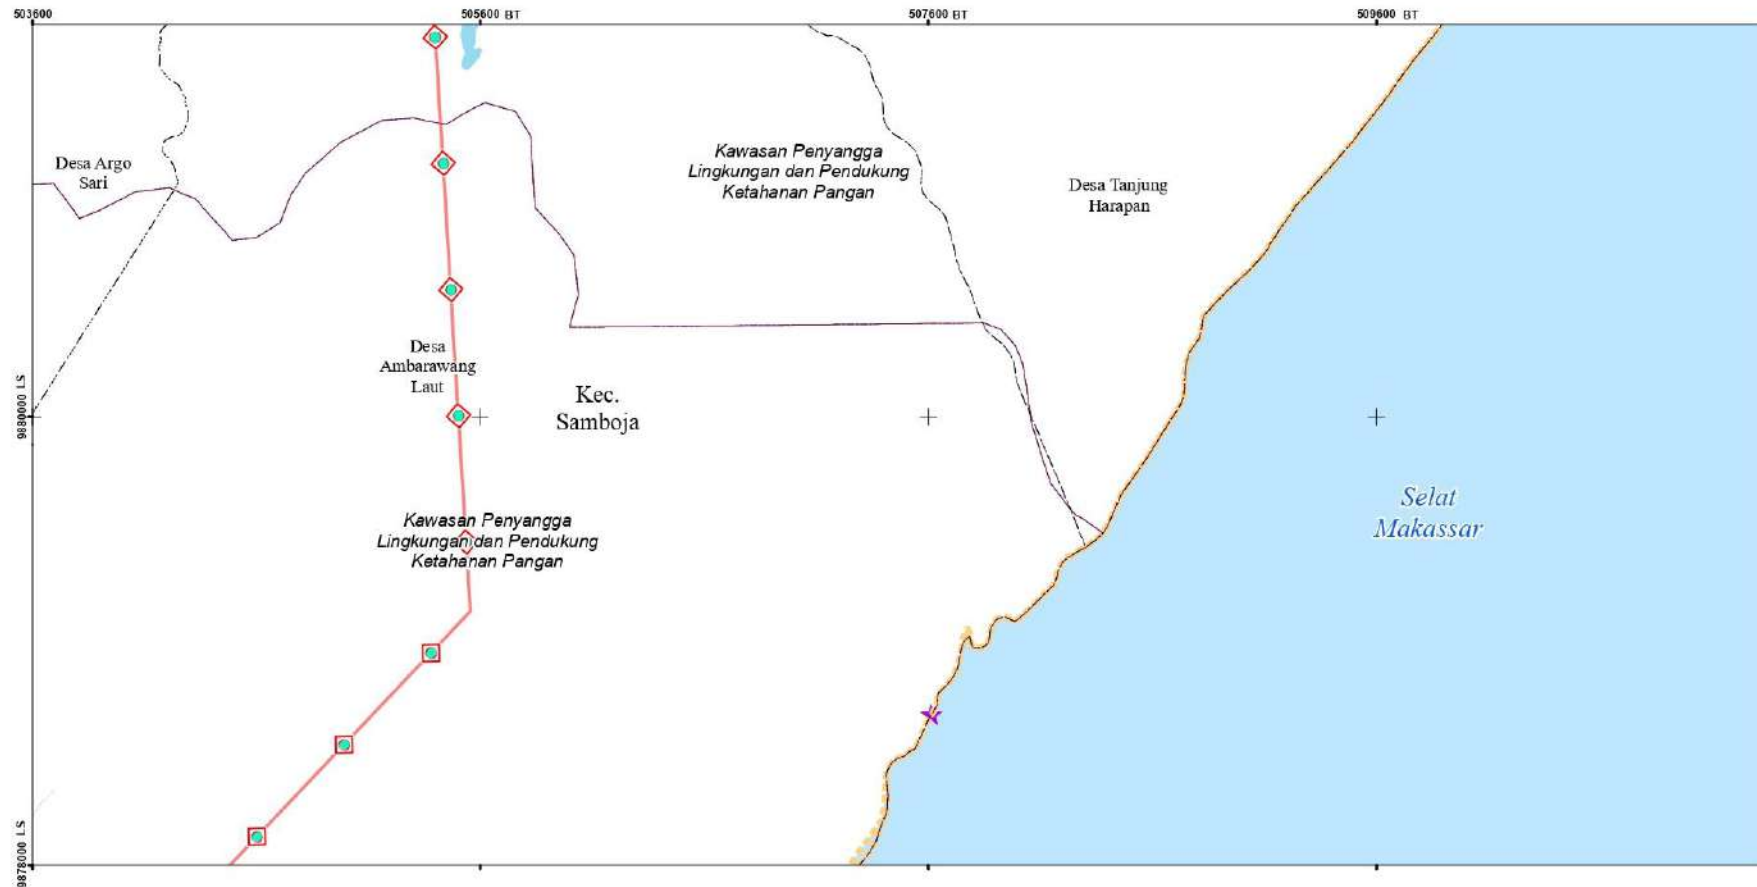 503600
505600 BT
507600 BT
509600 BT
Desa Argo
Sari
Kawasan Penyangga
Lingkungan dan Pendukung
Ketahanan Pangan
Desa Tanjung
Harapan
Desa
Ambarawang
Laut
Kec.
Samboja
9880000 LS
Kawasan Penyangga
Lingkungan dan Pendukung
Ketahanan Pangan
Selat
Makassar
9878000 LS